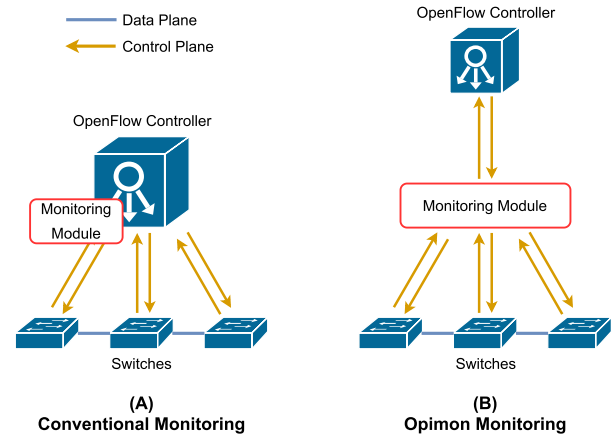 Data Plane
Control Plane
OpenFlow Controller
Monitoring
Module
Switches
(A)
Conventional Monitoring
OpenFlow Controller
Monitoring Module
Switches
(B)
Opimon Monitoring